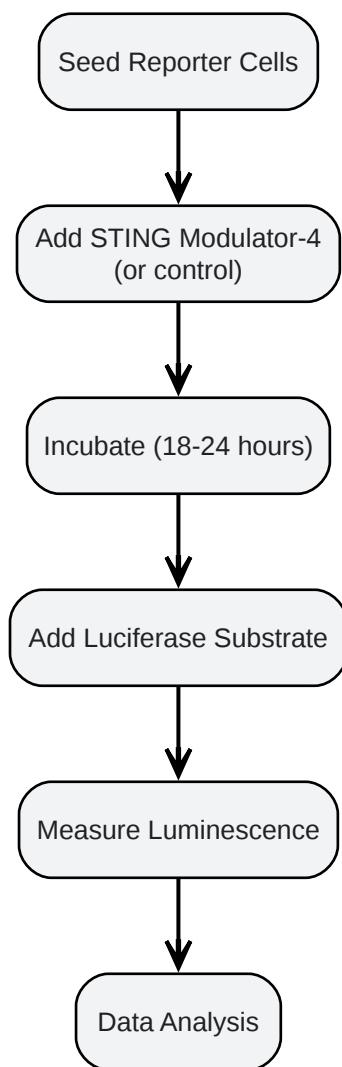 Seed Reporter Cells
Add STING Modulator-4
(or control)
Incubate (18-24 hours)
Add Luciferase Substrate
Measure Luminescence
Data Analysis